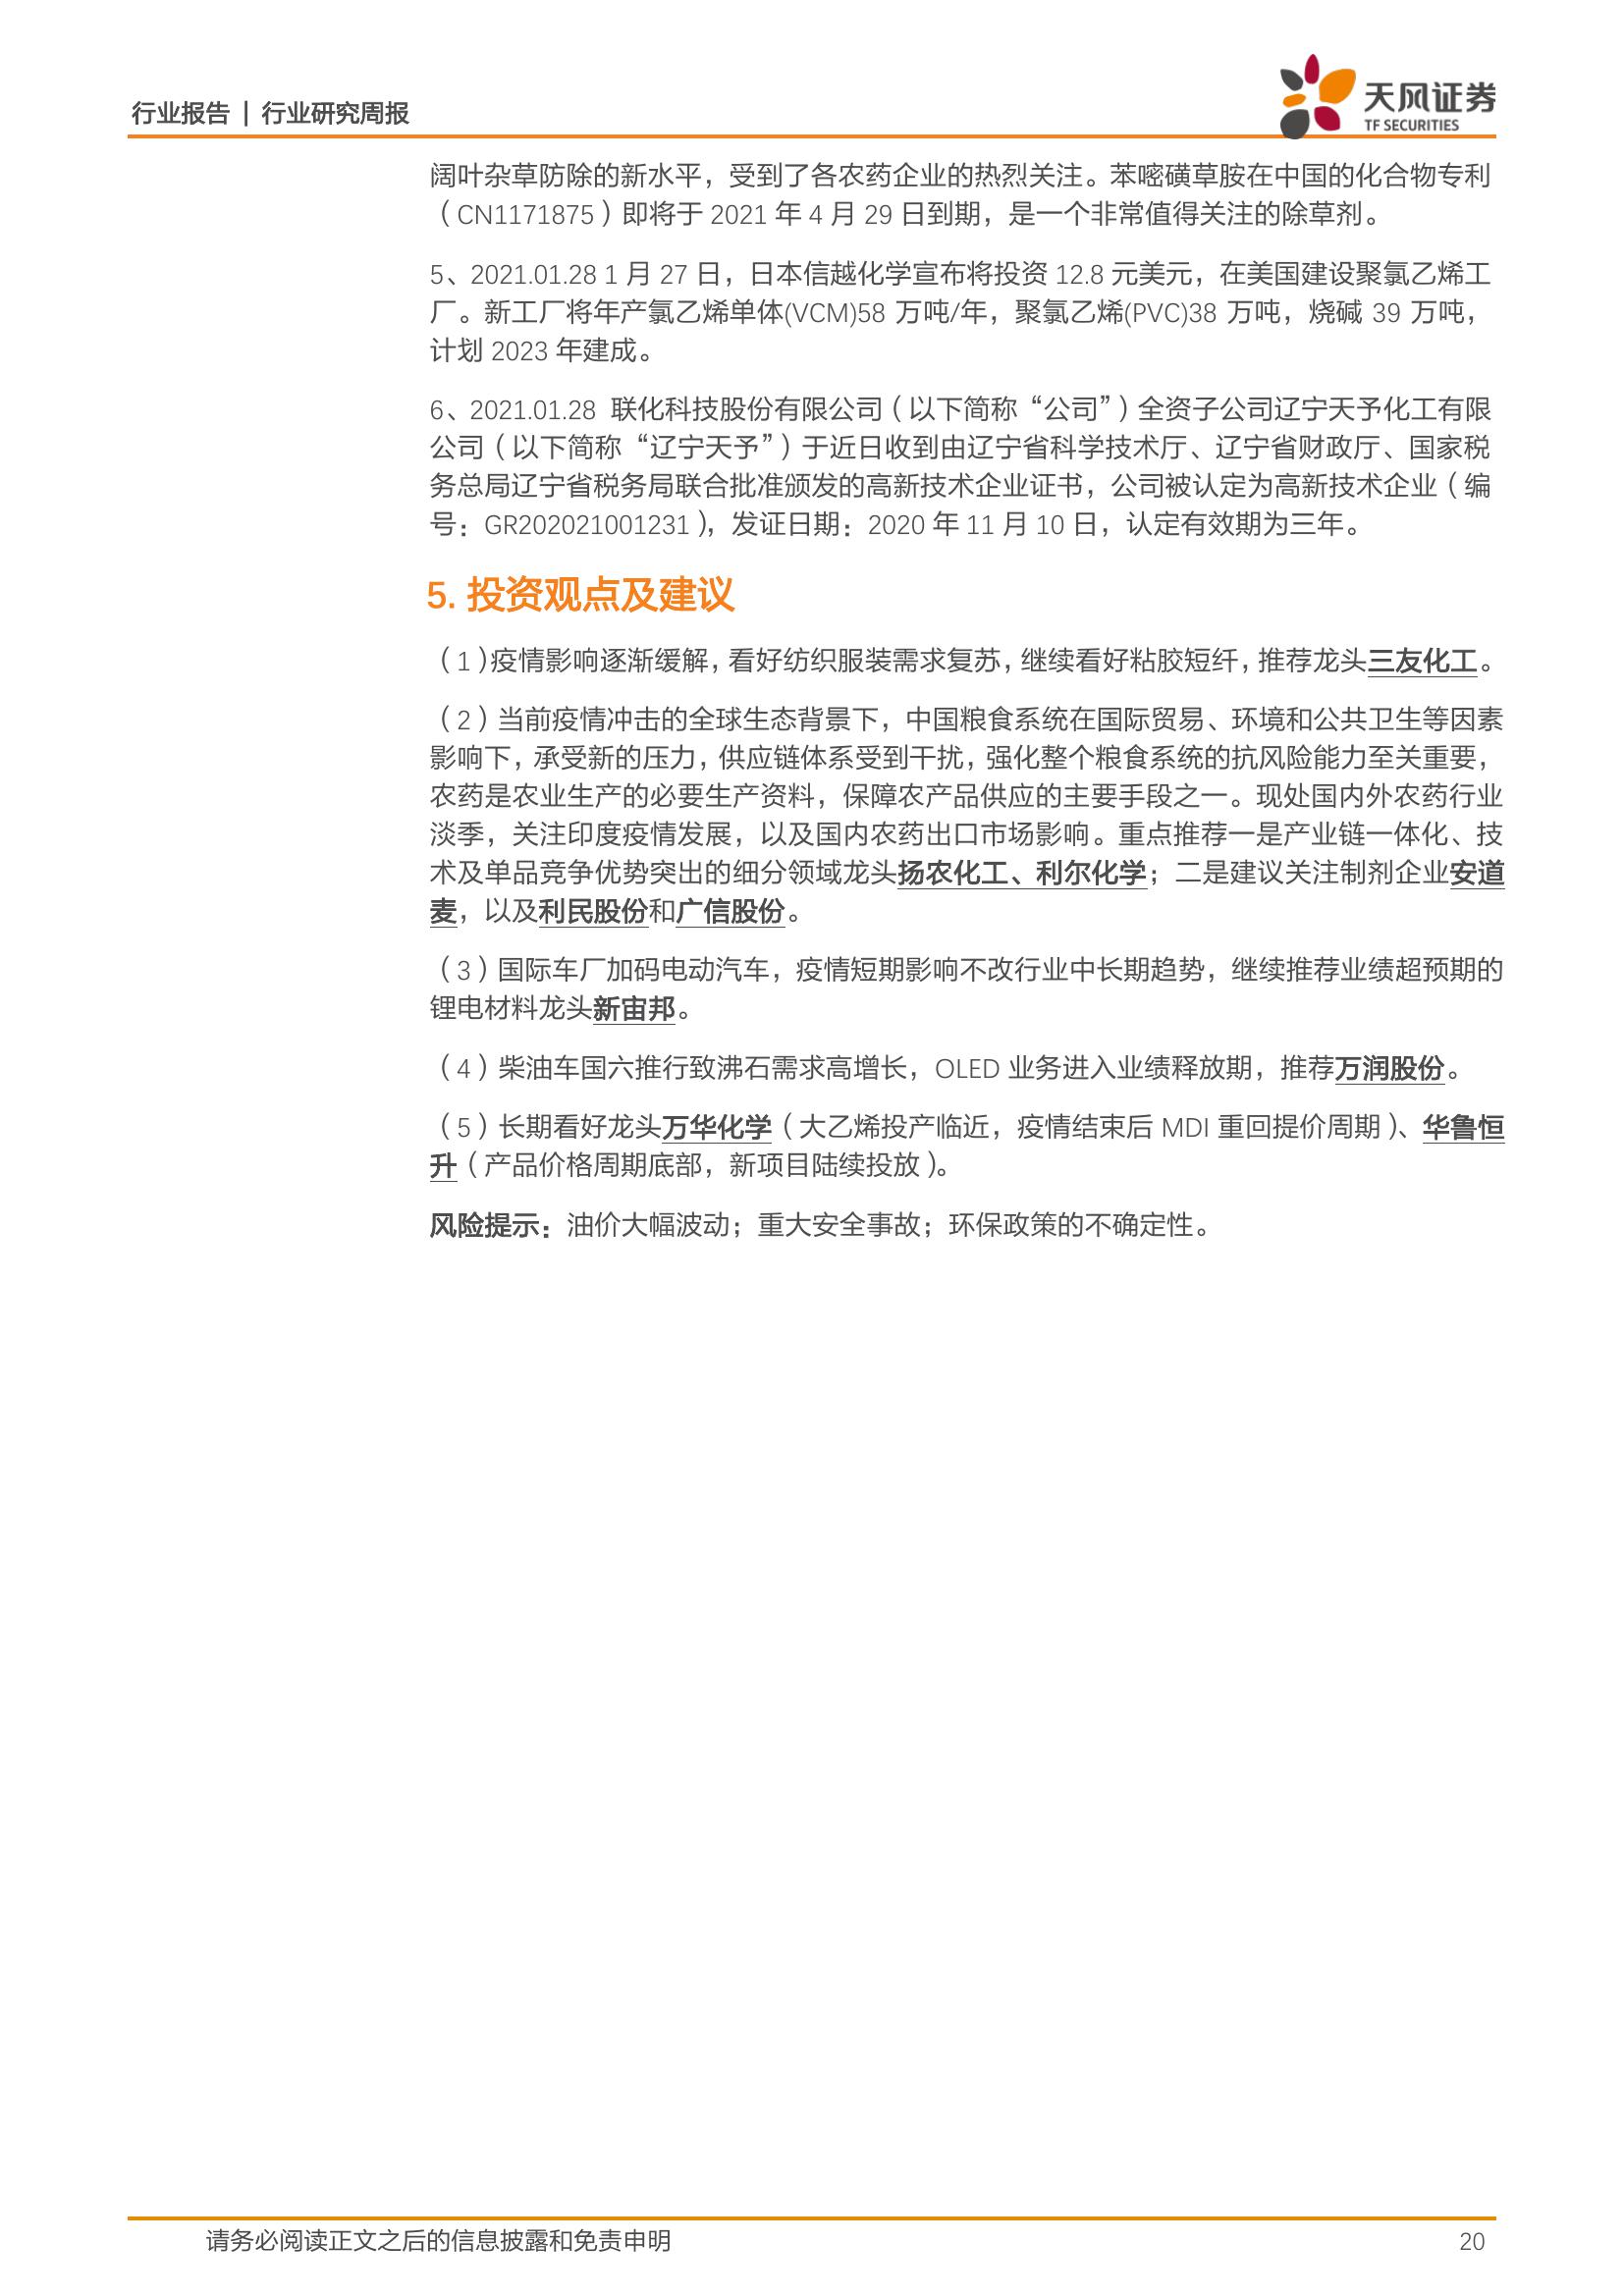 行业报告 | 行业研究周报
天风证券
TF SECURITIES
阔叶杂草防除的新水平，受到了各农药企业的热烈关注。苯嘧磺草胺在中国的化合物专利
（CN1171875）即将于 2021 年 4 月 29 日到期，是一个非常值得关注的除草剂。
5、2021.01.28 1 月 27 日，日本信越化学宣布将投资 12.8 元美元，在美国建设聚氯乙烯工
厂。新工厂将年产氯乙烯单体(VCM)58 万吨/年，聚氯乙烯(PVC)38 万吨，烧碱 39 万吨，
计划 2023 年建成。
6、2021.01.28 联化科技股份有限公司（以下简称“公司”）全资子公司辽宁天予化工有限
公司（以下简称“辽宁天予”）于近日收到由辽宁省科学技术厅、辽宁省财政厅、国家税
务总局辽宁省税务局联合批准颁发的高新技术企业证书，公司被认定为高新技术企业（编
号：GR202021001231），发证日期：2020 年 11 月 10 日，认定有效期为三年。
5. 投资观点及建议
（1）疫情影响逐渐缓解，看好纺织服装需求复苏，继续看好粘胶短纤，推荐龙头三友化工。
（2）当前疫情冲击的全球生态背景下，中国粮食系统在国际贸易、环境和公共卫生等因素
影响下，承受新的压力，供应链体系受到干扰，强化整个粮食系统的抗风险能力至关重要，
农药是农业生产的必要生产资料，保障农产品供应的主要手段之一。现处国内外农药行业
淡季，关注印度疫情发展，以及国内农药出口市场影响。重点推荐一是产业链一体化、技
术及单品竞争优势突出的细分领域龙头扬农化工、利尔化学；二是建议关注制剂企业安道
麦，以及利民股份和广信股份。
（3）国际车厂加码电动汽车，疫情短期影响不改行业中长期趋势，继续推荐业绩超预期的
锂电材料龙头新宙邦。
（4）柴油车国六推行致沸石需求高增长，OLED 业务进入业绩释放期，推荐万润股份。
（5）长期看好龙头万华化学（大乙烯投产临近，疫情结束后 MDI 重回提价周期）、华鲁恒
升（产品价格周期底部，新项目陆续投放）。
风险提示：油价大幅波动；重大安全事故；环保政策的不确定性。
请务必阅读正文之后的信息披露和免责申明
20